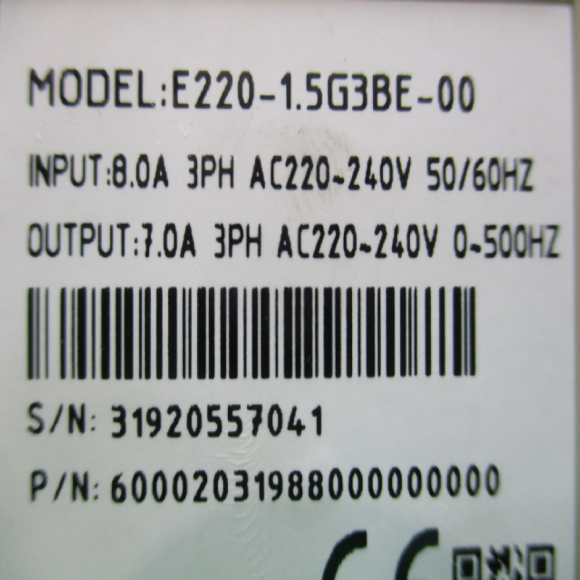 MODEL:E220-1.5G3BE-00
INPUT:8.0A 3PH AC220~240V 50/60HZ
OUTPUT:7.0A 3PH AC220~240V 0~500HZ
S/N: 31920557041
P/N: 60002031988000000000
CE